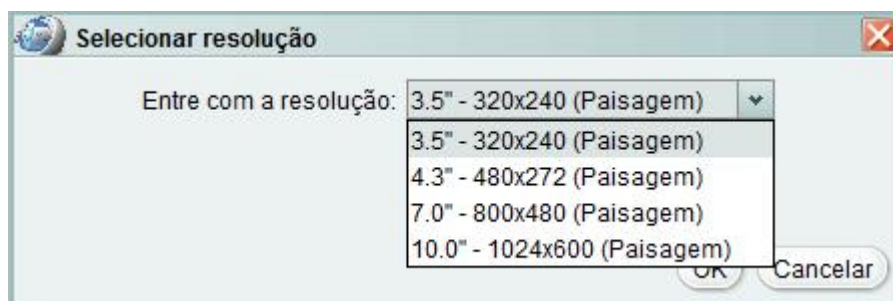 Selecionar resolução
Entre com a resolução: 3.5" - 320x240 (Paisagem)
3.5" - 320x240 (Paisagem)
4.3" - 480x272 (Paisagem)
7.0" - 800x480 (Paisagem)
10.0" - 1024x600 (Paisagem)
OK Cancelar